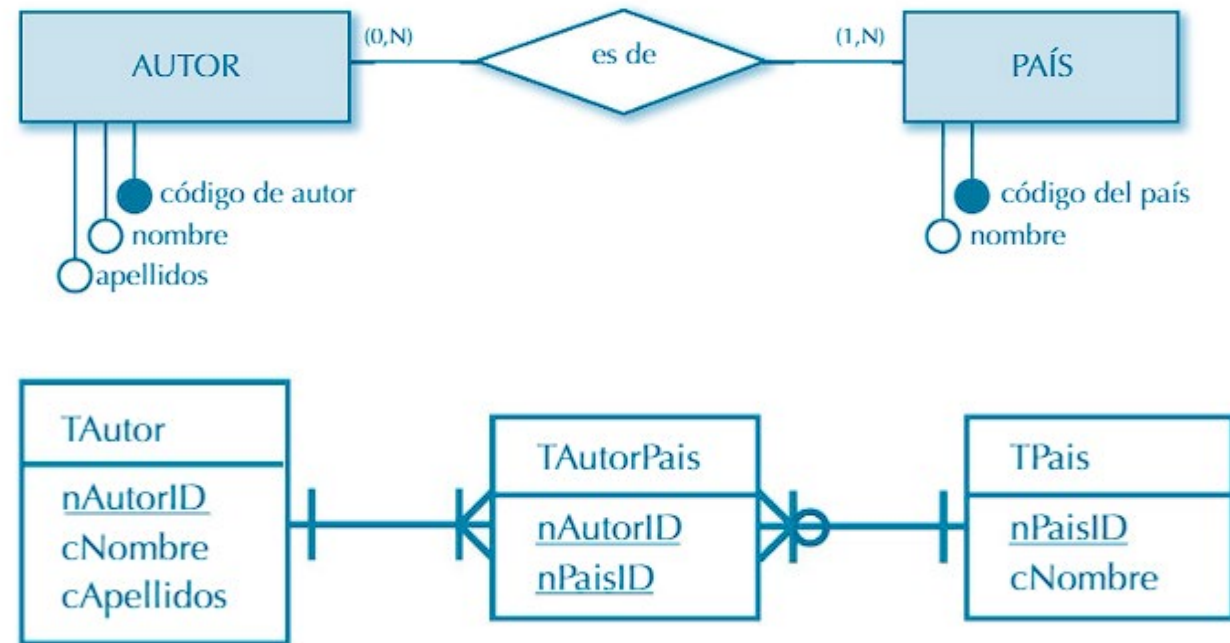 AUTOR
(0,N)
es de
(1,N)
PAÍS
código de autor
nombre
apellidos
código del país
nombre
TAutor
nAutorID
cNombre
cApellidos
TAutorPais
nAutorID
nPaisID
TPais
nPaisID
cNombre